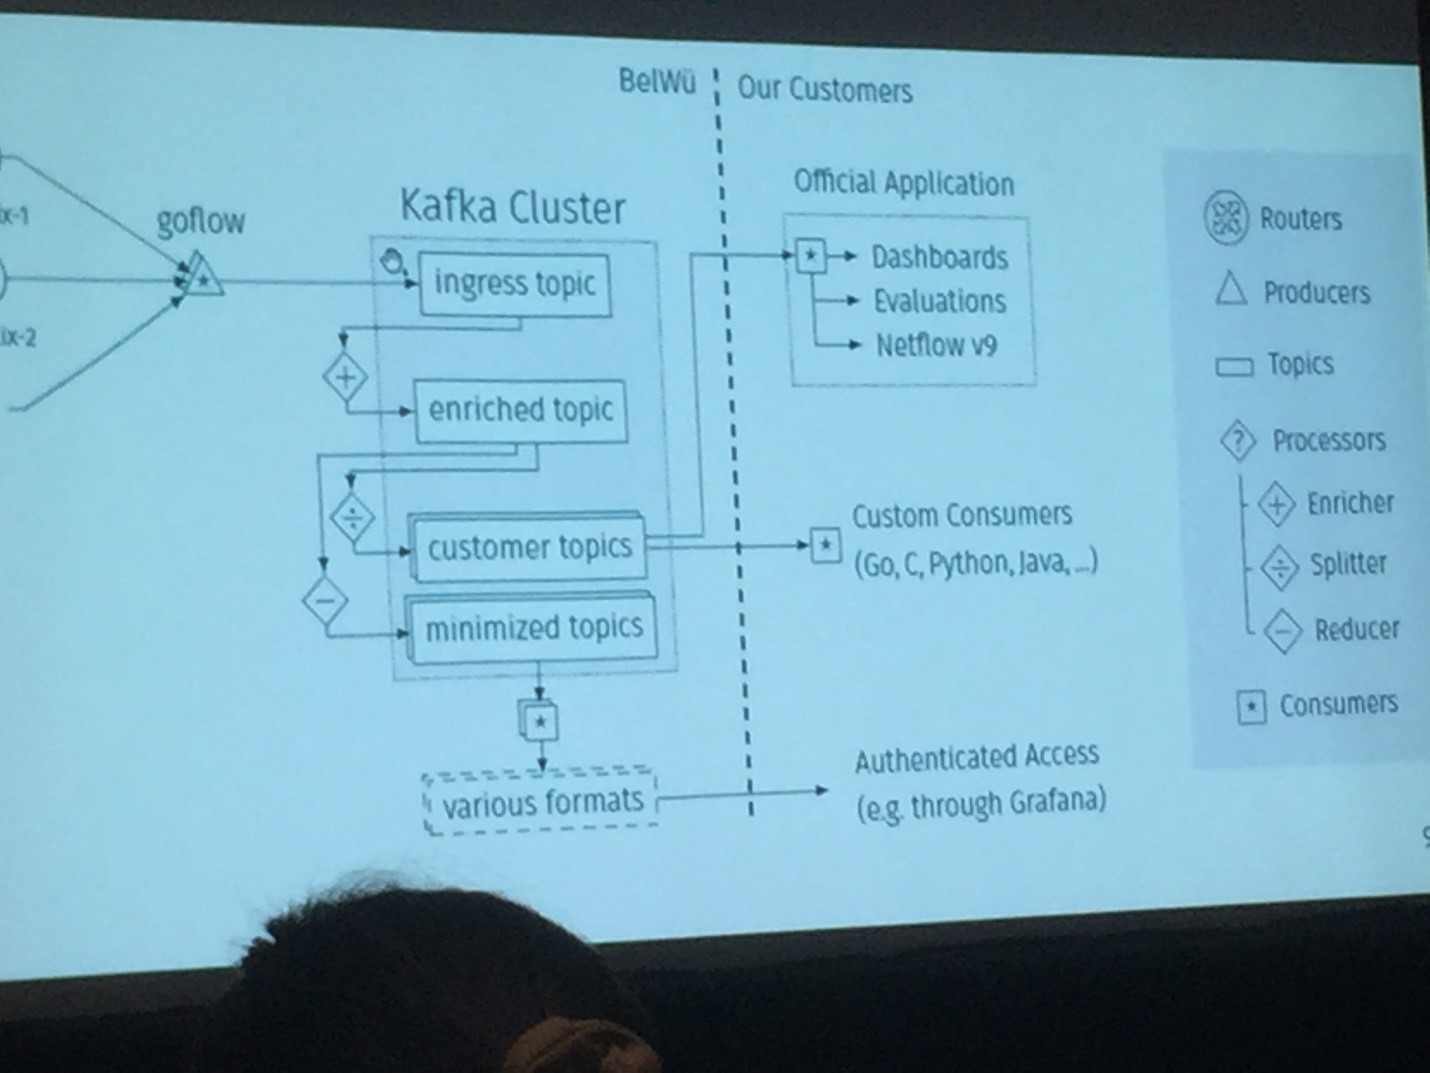 BelWü
Our Customers
x-1
goflow
ix-2
Kafka Cluster
ingress topic
enriched topic
customer topics
minimized topics
various formats
Official Application
Dashboards
Evaluations
Netflow v9
Custom Consumers
(Go, C, Python, Java, ...)
Authenticated Access
(e.g. through Grafana)
Routers
Producers
Topics
? Processors
+ Enricher
÷ Splitter
− Reducer
Consumers